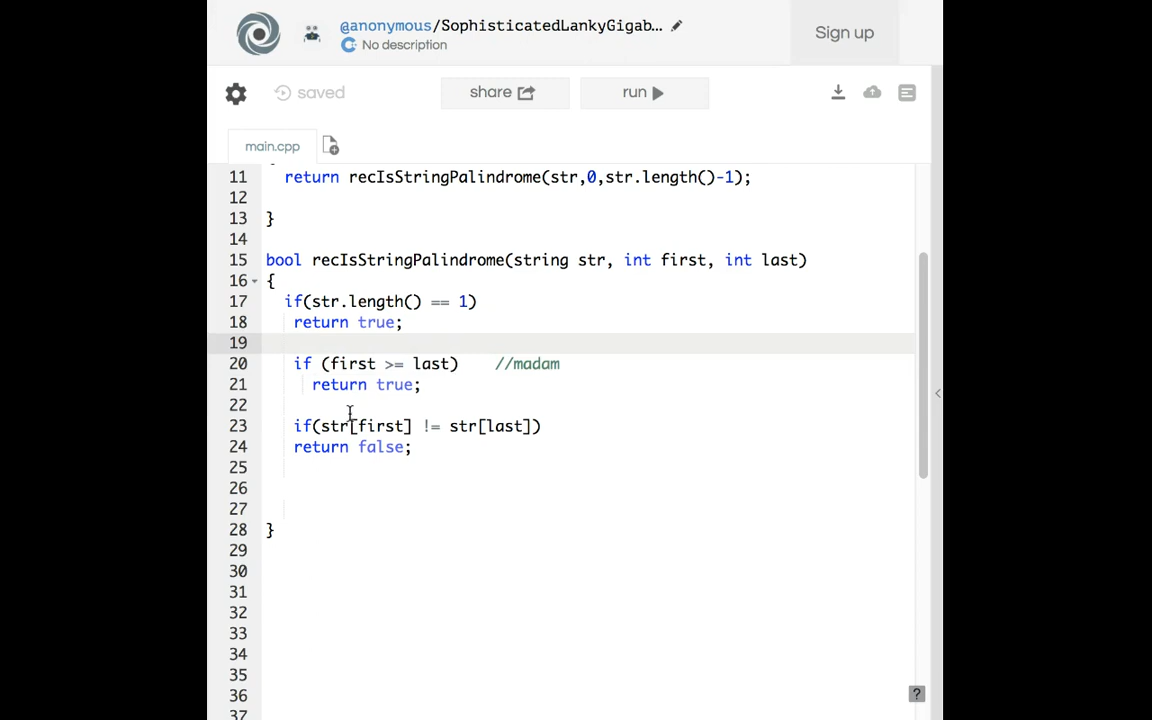 @anonymous/SophisticatedLankyGigab...
No description
Sign up
saved
share
run
main.cpp
11 return recIsStringPalindrome(str,0,str.length()-1);
12
13 }
14
15 bool recIsStringPalindrome(string str, int first, int last)
16 {
17 if(str.length() == 1)
18 return true;
19
20 if (first >= last) //madam
21 return true;
22
23 if(str[first] != str[last])
24 return false;
25
26
27
28 }
29
30
31
32
33
34
35
36
37
?